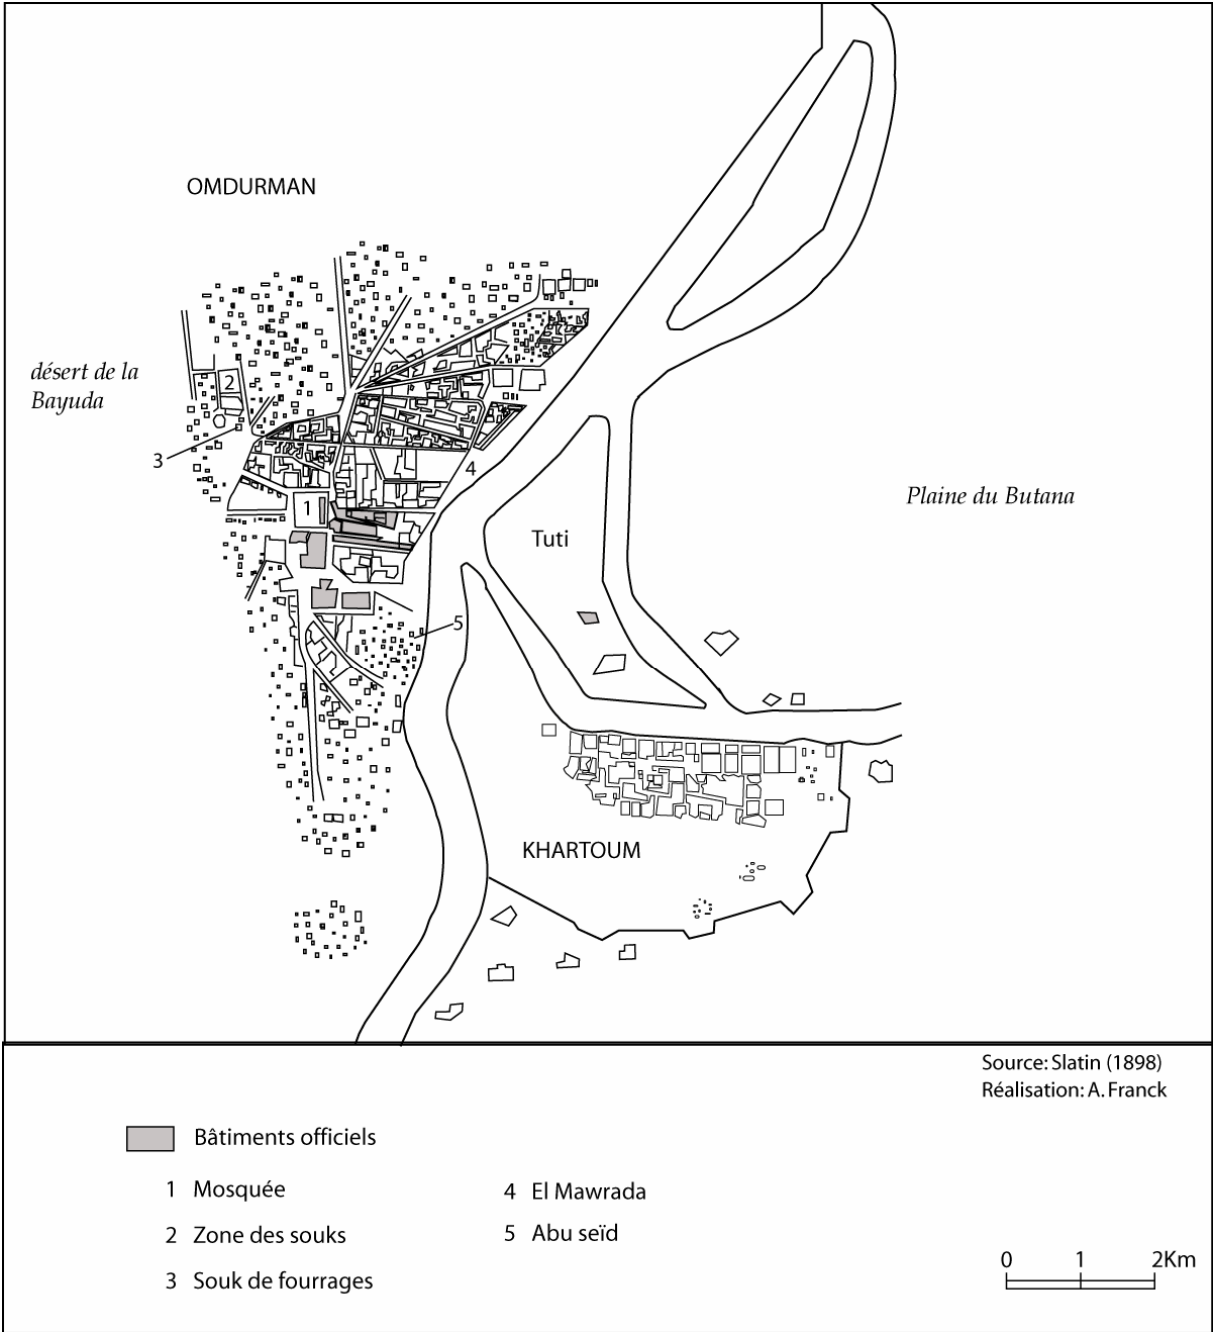 OMDURMAN
désert de la
Bayuda
2
3
4
Plaine du Butana
1
Tuti
5
KHARTOUM
Source: Slatin (1898)
Réalisation: A. Franck
Bâtiments officiels
1 Mosquée
2 Zone des souks
3 Souk de fourrages
4 El Mawrada
5 Abu seïd
0 1 2Km